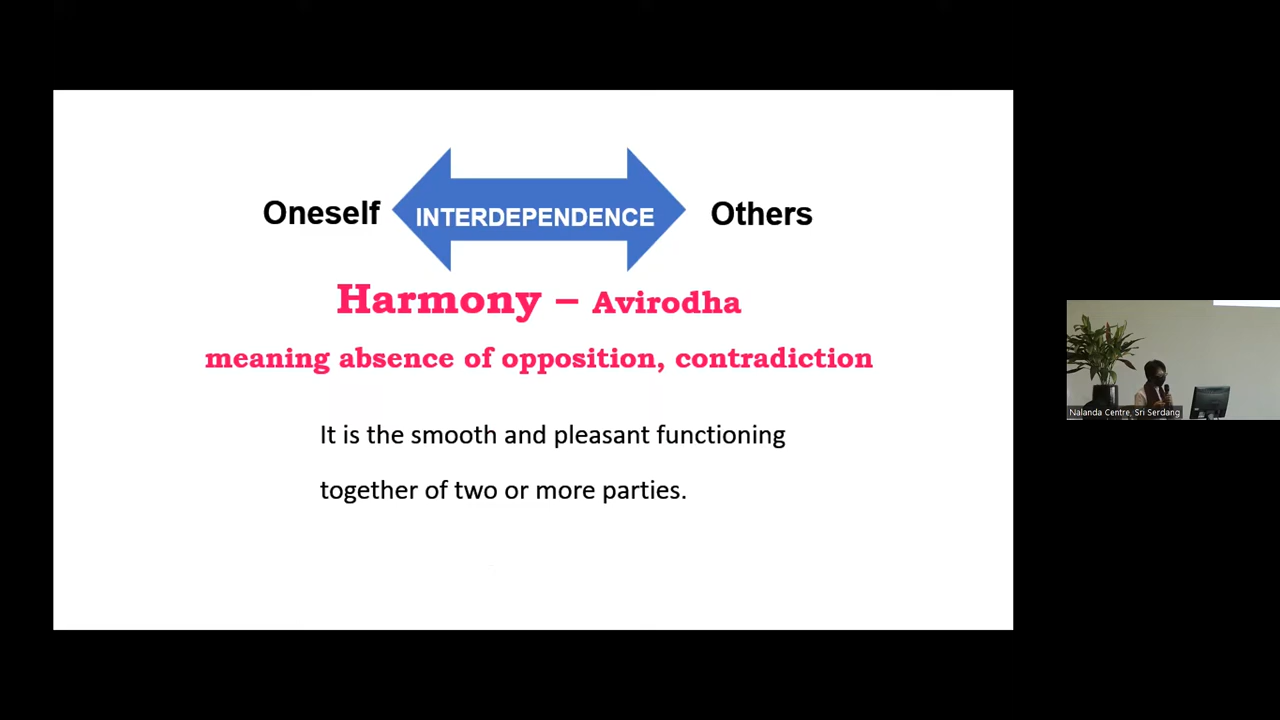 Oneself INTERDEPENDENCE Others
Harmony – Avirodha
meaning absence of opposition, contradiction
It is the smooth and pleasant functioning
together of two or more parties.
Nalanda Centre, Sri Serdang